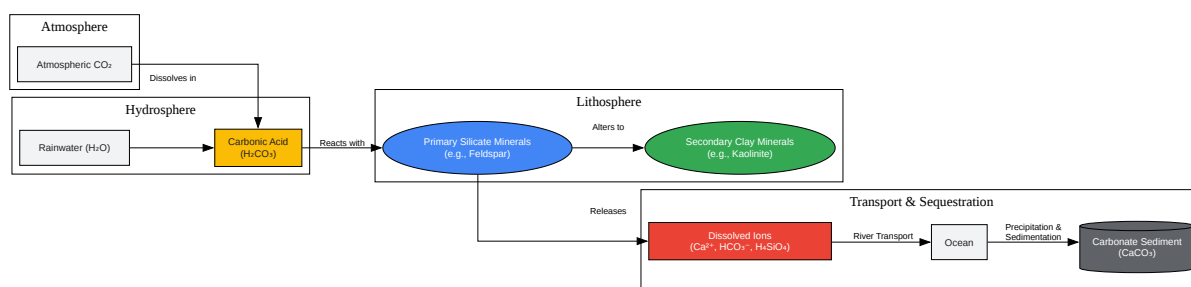 Atmosphere
Atmospheric CO₂
Dissolves in
Hydrosphere
Rainwater (H₂O)
Carbonic Acid
(H₂CO₃)
Reacts with
Lithosphere
Primary Silicate Minerals
(e.g., Feldspar)
Alters to
Secondary Clay Minerals
(e.g., Kaolinite)
Releases
Transport & Sequestration
Dissolved Ions
(Ca²⁺, HCO₃⁻, H₄SiO₄)
River Transport
Ocean
Precipitation &
Sedimentation
Carbonate Sediment
(CaCO₃)